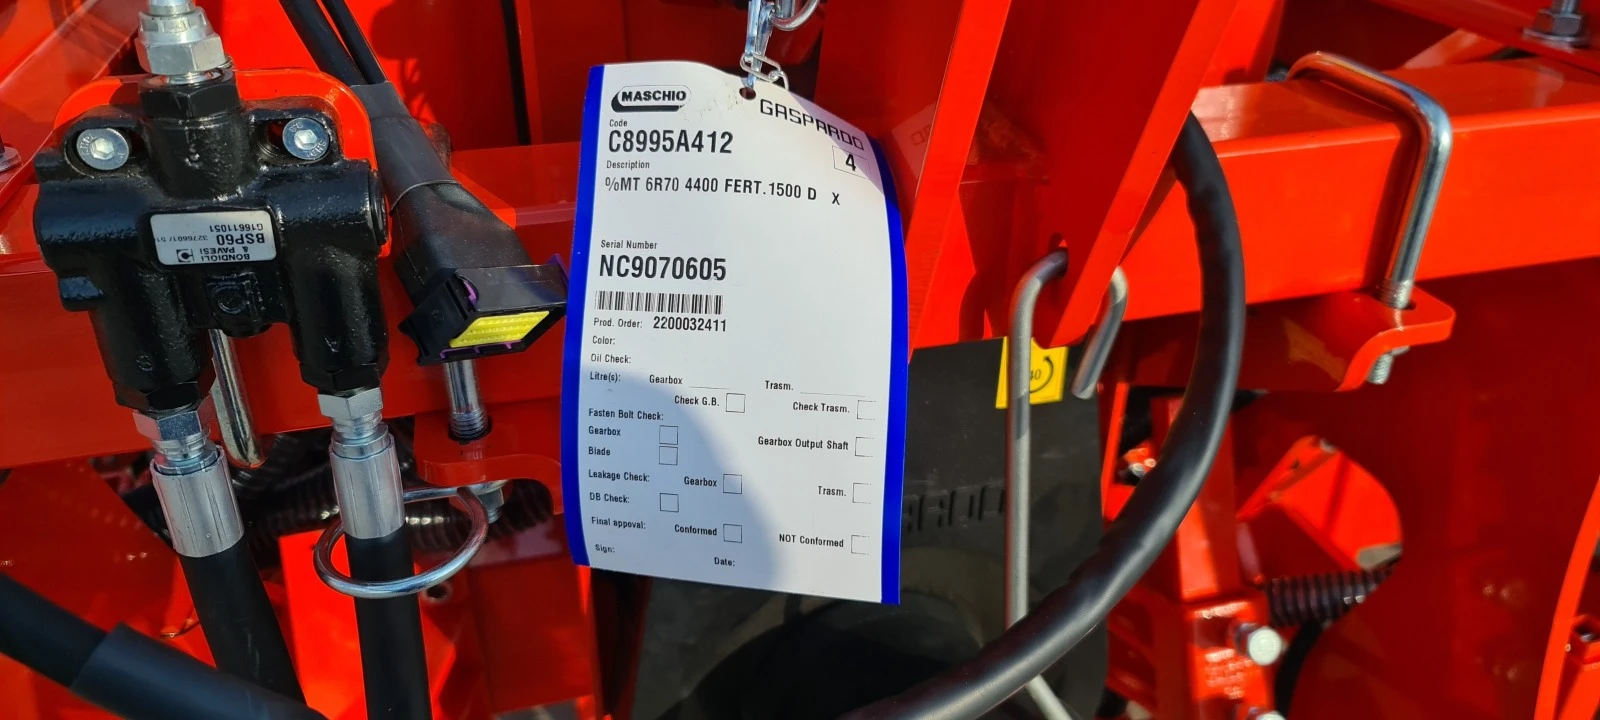 MASCHIO
GASPARDO
Code
C8995A412
4
Description
%MT 6R70 4400 FERT.1500 D X
Serial Number
NC9070605
Prod. Order: 2200032411
Color:
Oil Check:
Litre(s): Gearbox Trasm.
Check G.B. Check Trasm.
Fasten Bolt Check:
Gearbox Gearbox Output Shaft
Blade
Leakage Check: Gearbox Trasm.
DB Check:
Final appoval: Conformed NOT Conformed
Sign: Date:
BONDIOLI
& PAVESI
BSP60
G16611051
40